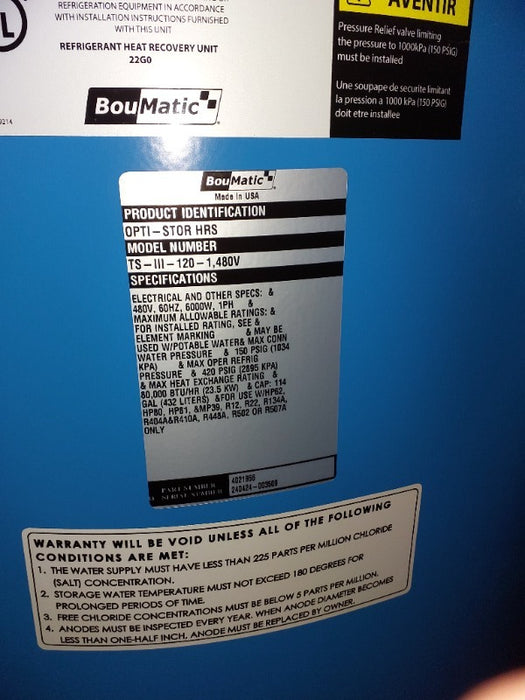 REFRIGERATION EQUIPMENT IN ACCORDANCE
WITH INSTALLATION INSTRUCTIONS FURNISHED
WITH THIS UNIT
REFRIGERANT HEAT RECOVERY UNIT
22G0
BouMatic
AVENTIR
Pressure Relief valve limiting
the pressure to 1000kPa (150 PSIG)
must be installed
Une soupape de securite limitant
la pression a 1000 kPa (150 PSIG)
doit etre installee
BouMatic
Made in USA
PRODUCT IDENTIFICATION
OPTI-STOR HRS
MODEL NUMBER
TS-III-120-1,480V
SPECIFICATIONS
ELECTRICAL AND OTHER SPECS: &
480V, 60HZ, 6000W, 1PH &
MAXIMUM ALLOWABLE RATINGS: &
FOR INSTALLED RATING, SEE &
ELEMENT MARKING & MAY BE
USED W/POTABLE WATER& MAX CONN
WATER PRESSURE & 150 PSIG (1034
KPA) & MAX OPER REFRIG
PRESSURE & 420 PSIG (2895 KPA)
& MAX HEAT EXCHANGE RATING &
80,000 BTU/HR (23.5 KW) & CAP: 114
GAL (432 LITERS) &FOR USE W/HP62,
HP80, HP81, &MP39, R12, R22, R134A,
R404A&R410A, R448A, R502 OR R507A
ONLY
PART NUMBER 4021956
SERIAL NUMBER 240424-003509
WARRANTY WILL BE VOID UNLESS ALL OF THE FOLLOWING
CONDITIONS ARE MET:
1. THE WATER SUPPLY MUST HAVE LESS THAN 225 PARTS PER MILLION CHLORIDE
(SALT) CONCENTRATION.
2. STORAGE WATER TEMPERATURE MUST NOT EXCEED 180 DEGREES FOR
PROLONGED PERIODS OF TIME.
3. FREE CHLORIDE CONCENTRATIONS MUST BE BELOW 5 PARTS PER MILLION.
4. ANODES MUST BE INSPECTED EVERY YEAR. WHEN ANODE DIAMETER BECOMES
LESS THAN ONE-HALF INCH, ANODE MUST BE REPLACED BY OWNER.